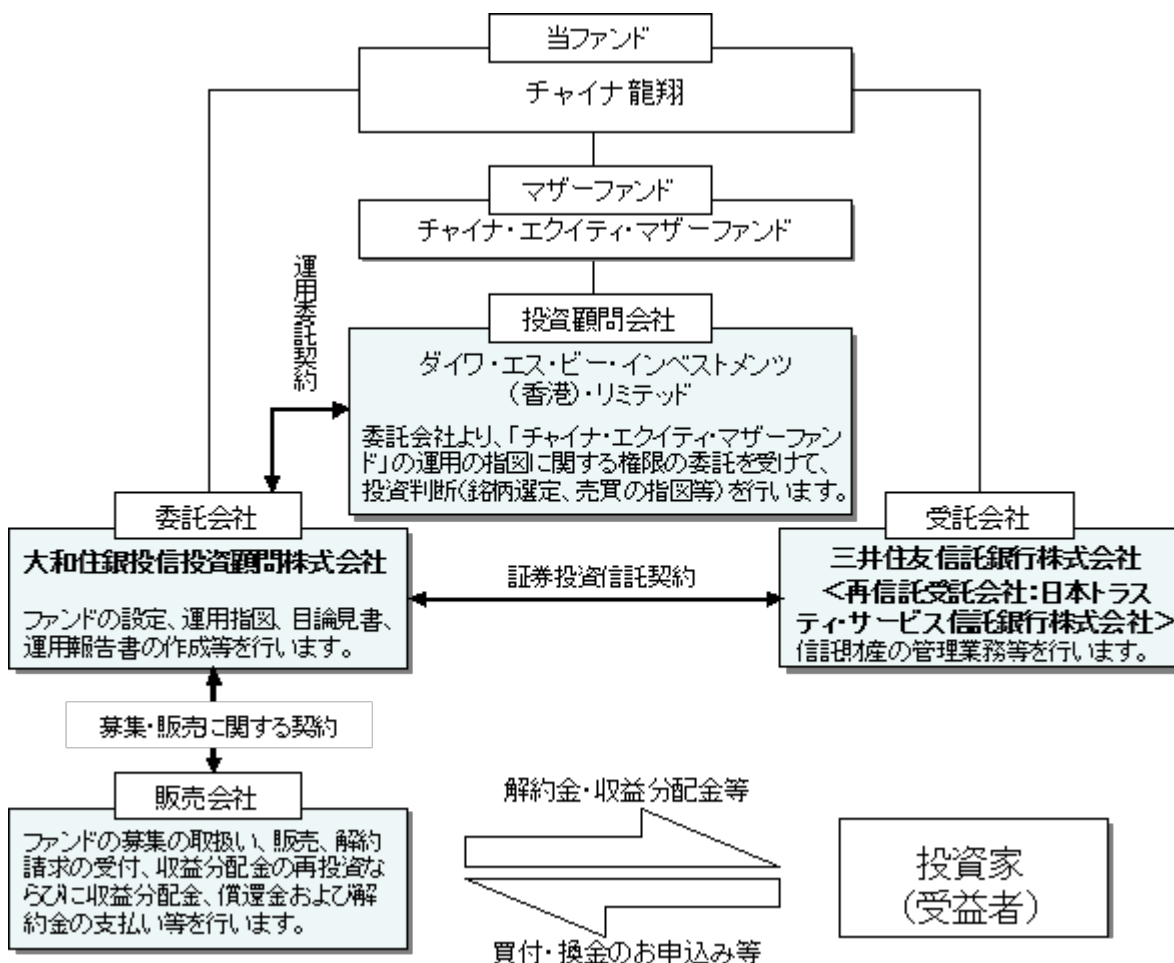 当ファンド
チャイナ龍翔
マザーファンド
チャイナ・エクイティ・マザーファンド
運用委託契約
投資顧問会社
ダイワ・エス・ビー・インベストメンツ
(香港)・リミテッド
委託会社より、「チャイナ・エクイティ・マザーファン
ド」の運用の指図に関する権限の委託を受けて、
投資判断(銘柄選定、売買の指図等)を行います。
委託会社
大和住銀投信投資顧問株式会社
ファンドの設定、運用指図、目論見書、
運用報告書の作成等を行います。
証券投資信託契約
受託会社
三井住友信託銀行株式会社
<再信託受託会社:日本トラス
ティ・サービス信託銀行株式会社>
信託財産の管理業務等を行います。
募集・販売に関する契約
販売会社
ファンドの募集の取扱い、販売、解約
請求の受付、収益分配金の再投資な
らびに収益分配金、償還金および解
約金の支払い等を行います。
解約金・収益分配金等
買付・換金のお申込み等
投資家
(受益者)